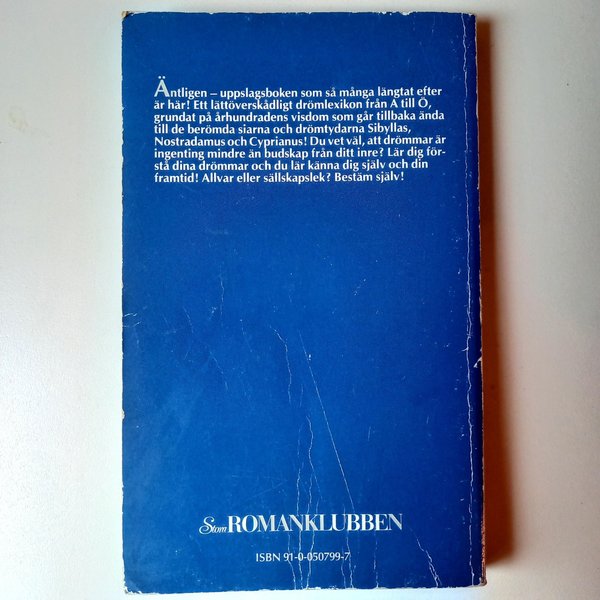 Äntligen – uppslagsboken som så många längtat efter
är här! Ett lättöverskådligt drömlexikon från A till Ö,
grundat på århundradens visdom som går tillbaka ända
till de berömda siarna och drömtydarna Sibyllas,
Nostradamus och Cyprianus! Du vet väl, att drömmar är
ingenting mindre än budskap från ditt inre? Lär dig för-
stå dina drömmar och du lär känna dig själv och din
framtid! Allvar eller sällskapslek? Bestäm själv!
Stora ROMANKLUBBEN
ISBN 91-0-050799-7